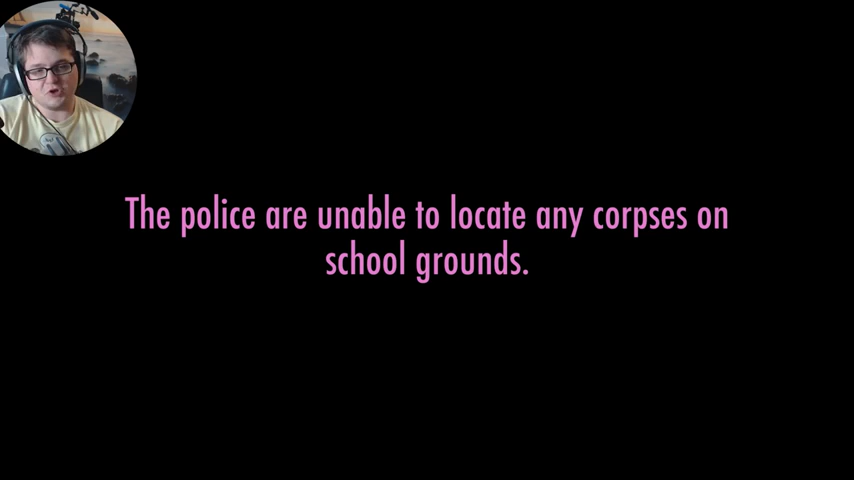 The police are unable to locate any corpses on
school grounds.